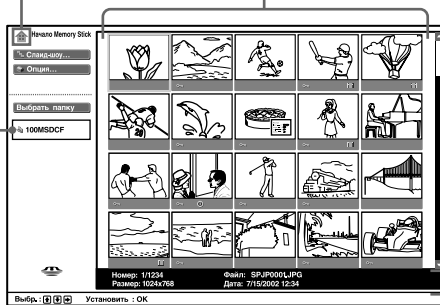 Начало Memory Stick
Слайд-шоу...
Опция...
Выбрать папку
100MSDCF
Номер: 1/1234
Файл: SPJP0001.JPG
Размер: 1024x768
Дата: 7/15/2002 12:34
Выбр. :
Установить : OK